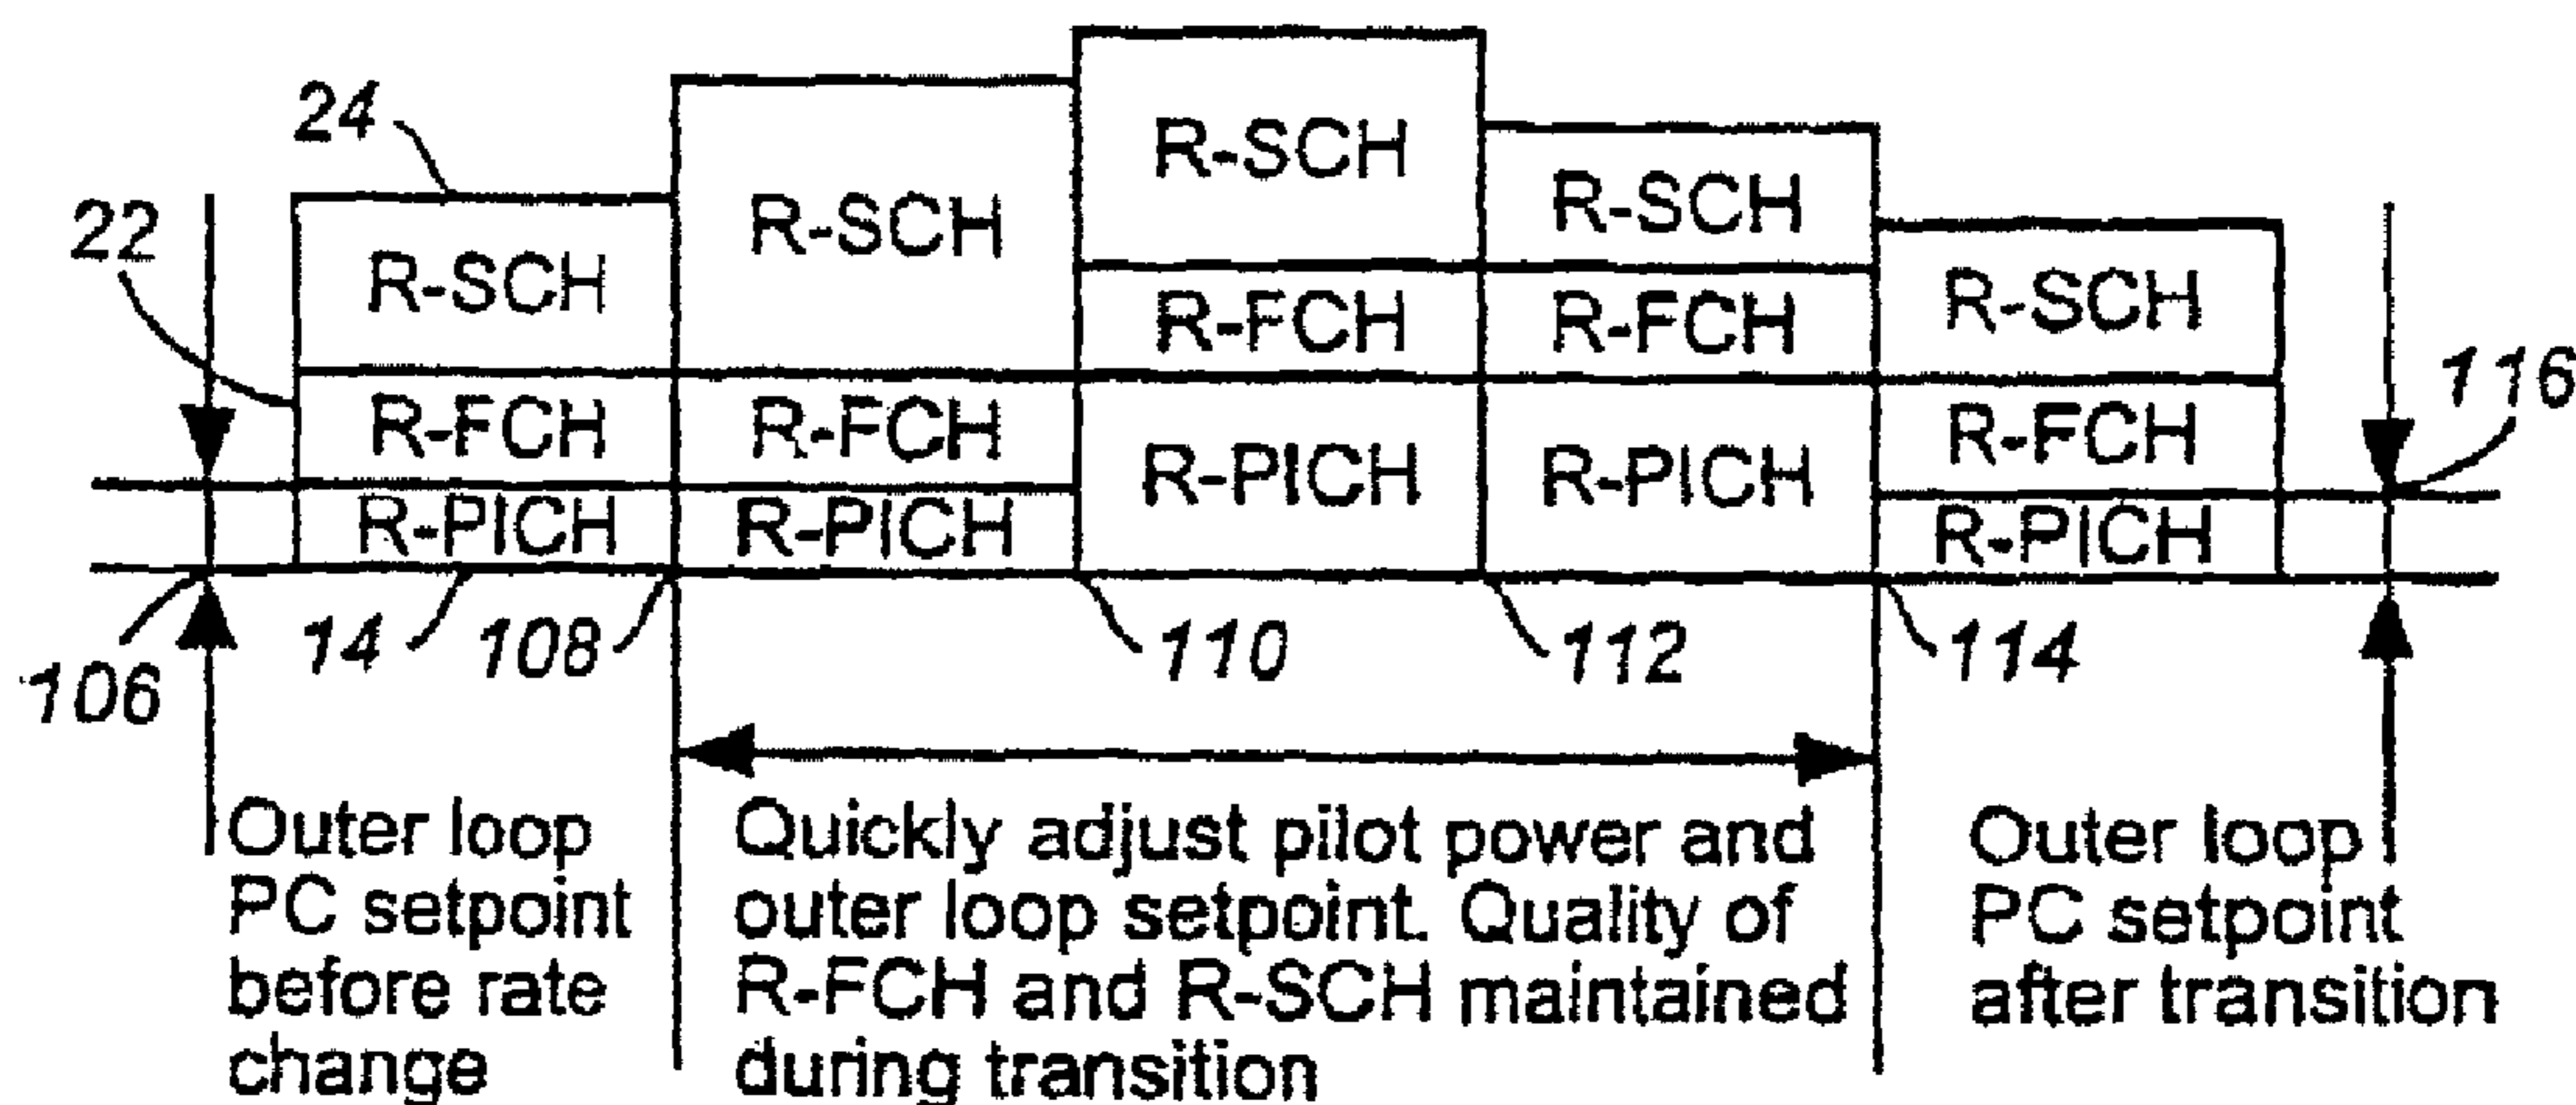 24
22
R-SCH
R-FCH
R-PICH
R-SCH
R-FCH
R-PICH
R-SCH
R-FCH
R-PICH
R-SCH
R-FCH
R-PICH
R-SCH
R-FCH
R-PICH
116
106
14
108
110
112
114
Outer loop
PC setpoint
before rate
change
Quickly adjust pilot power and
outer loop setpoint. Quality of
R-FCH and R-SCH maintained
during transition
Outer loop
PC setpoint
after transition